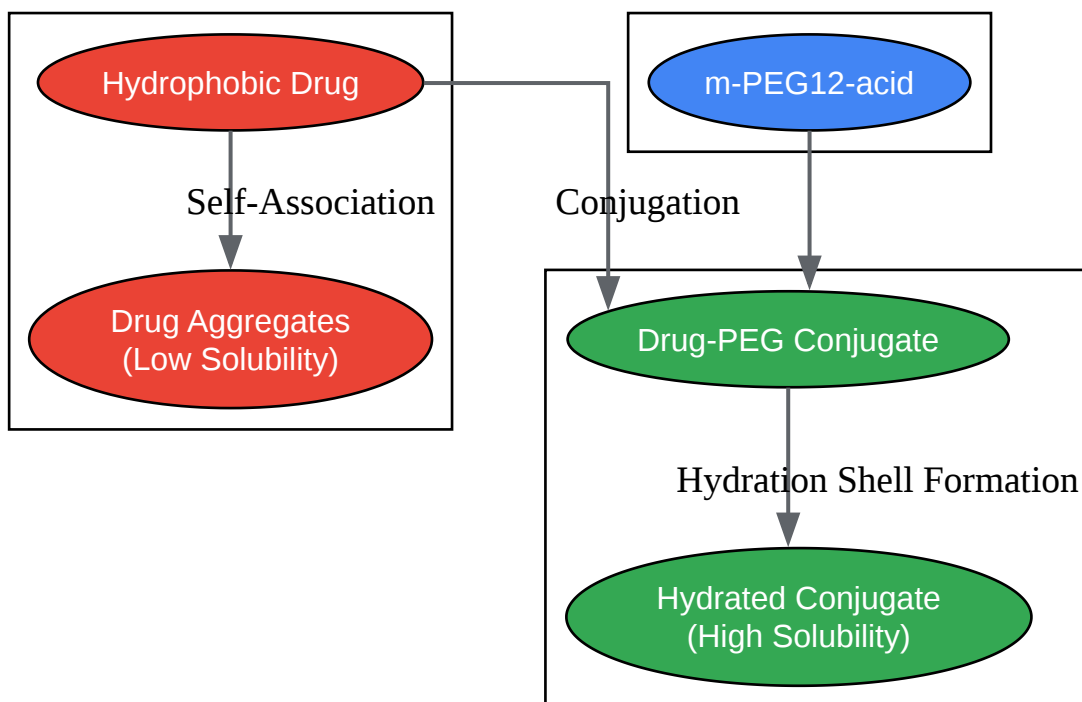 Hydrophobic Drug
m-PEG12-acid
Self-Association
Conjugation
Drug Aggregates
(Low Solubility)
Drug-PEG Conjugate
Hydration Shell Formation
Hydrated Conjugate
(High Solubility)